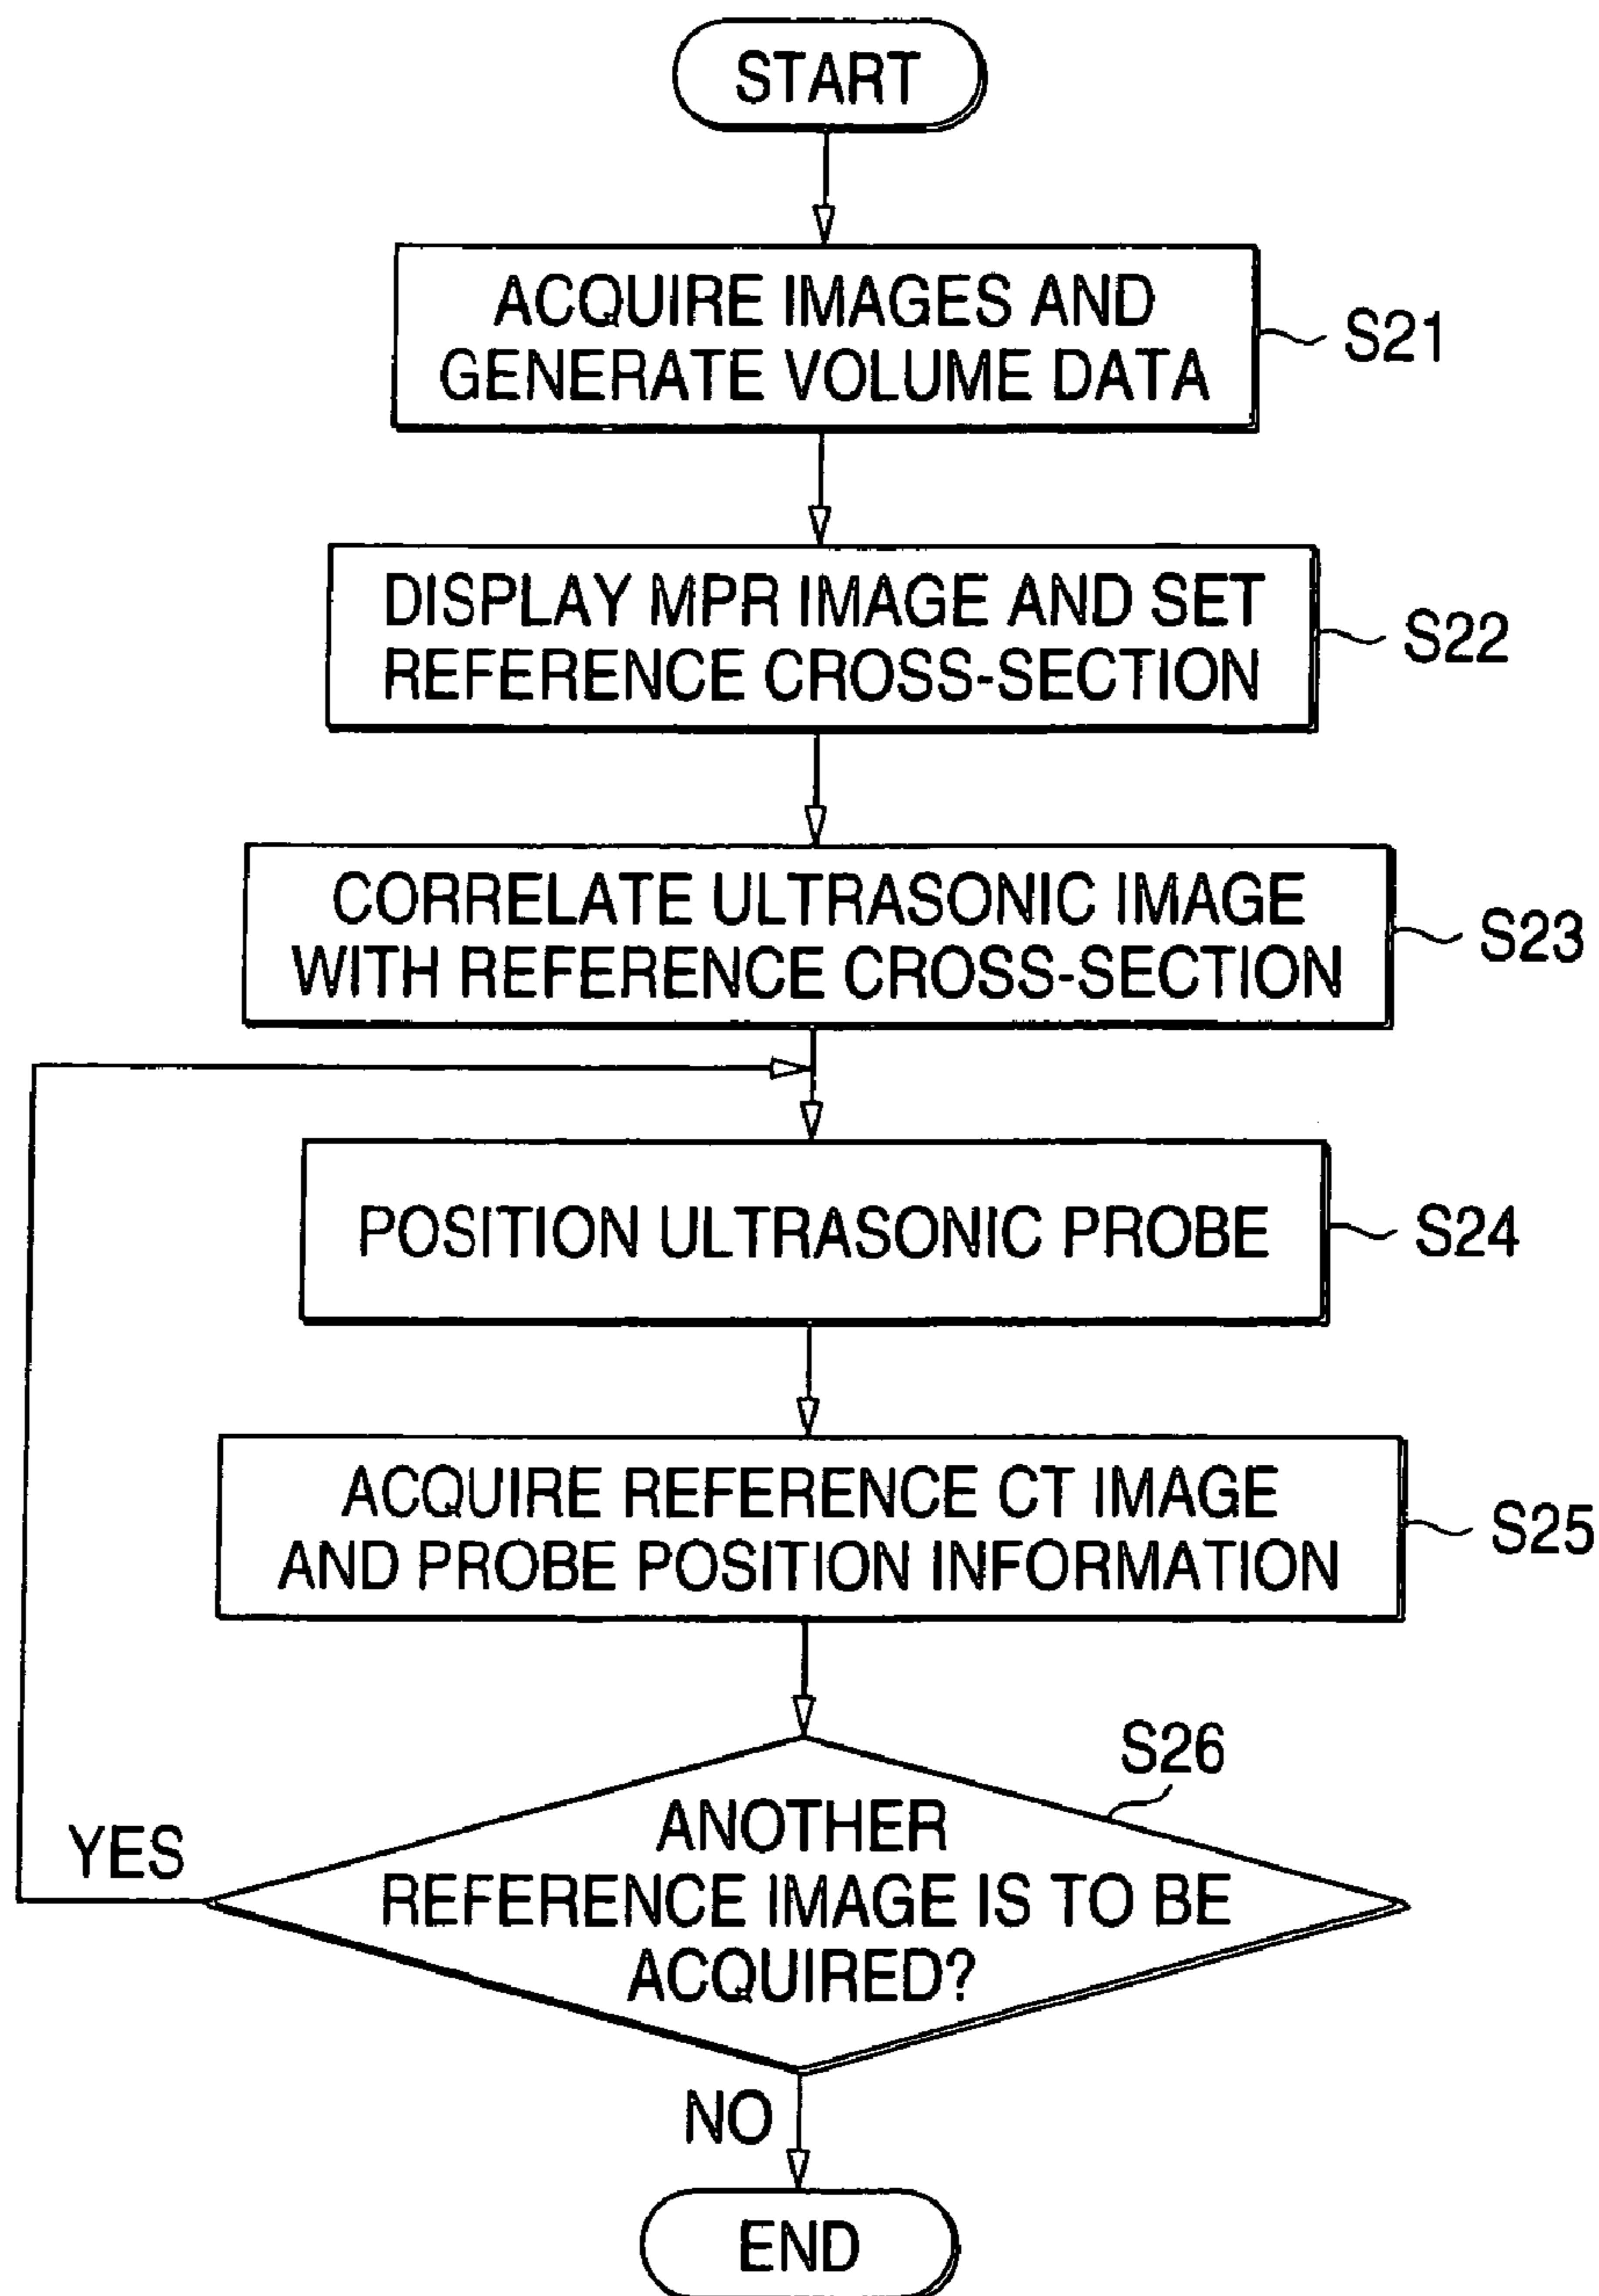 START
ACQUIRE IMAGES AND
GENERATE VOLUME DATA
S21
DISPLAY MPR IMAGE AND SET
REFERENCE CROSS-SECTION
S22
CORRELATE ULTRASONIC IMAGE
WITH REFERENCE CROSS-SECTION
S23
POSITION ULTRASONIC PROBE
S24
ACQUIRE REFERENCE CT IMAGE
AND PROBE POSITION INFORMATION
S25
S26
ANOTHER
REFERENCE IMAGE IS TO BE
ACQUIRED?
YES
NO
END